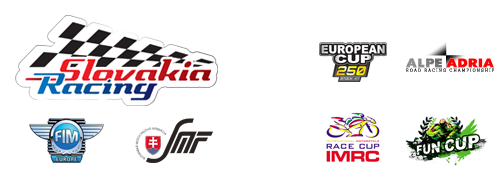 Slovakia
Racing
EUROPEAN
CUP
250
ALPE ADRIA
ROAD RACING CHAMPIONSHIP
FIM
EUROPE
SMF
RACE CUP
IMRC
FUN CUP